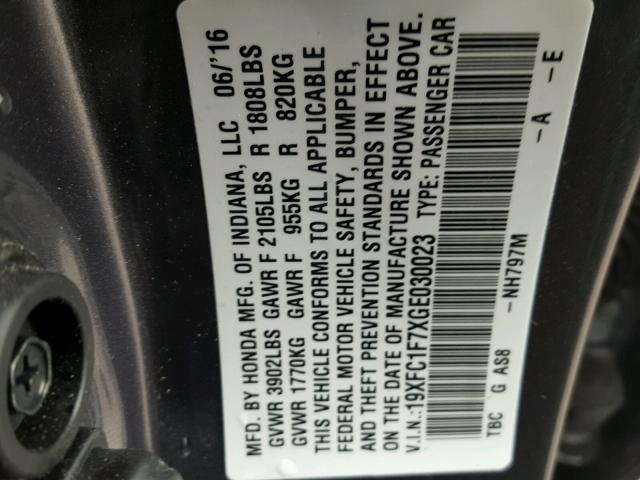 MFD. BY HONDA MFG. OF INDIANA, LLC 06/'16
GVWR 3902LBS GAWR F 2105LBS R 1808LBS
GVWR 1770KG GAWR F 955KG R 820KG
THIS VEHICLE CONFORMS TO ALL APPLICABLE
FEDERAL MOTOR VEHICLE SAFETY, BUMPER,
AND THEFT PREVENTION STANDARDS IN EFFECT
ON THE DATE OF MANUFACTURE SHOWN ABOVE.
V.I.N.:19XFC1F7XGE030023 TYPE: PASSENGER CAR
TBC G AS8 -NH797M -A -E